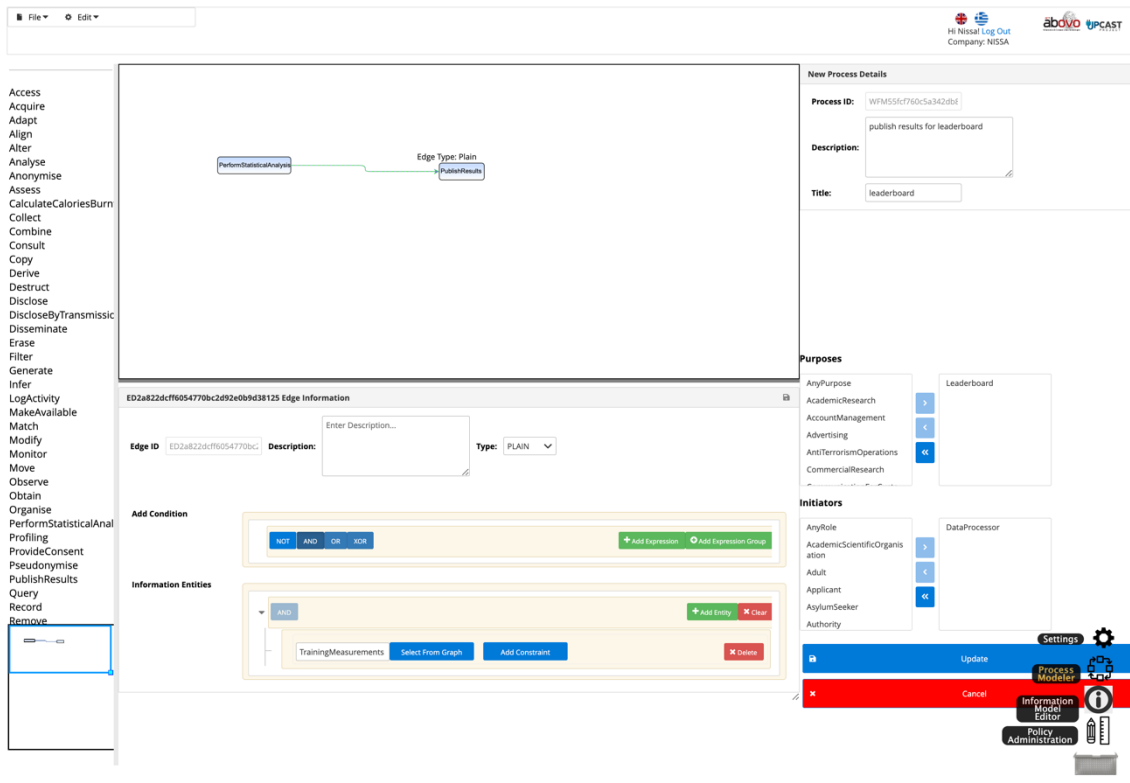 File
Edit
Hi Nissa! Log Out
Company: NISSA
abovo
UPCAST
PROJECT
Access
Acquire
Adapt
Align
Alter
Analyse
Anonymise
Assess
CalculateCaloriesBurn
Collect
Combine
Consult
Copy
Derive
Destruct
Disclose
DiscloseByTransmissic
Disseminate
Erase
Filter
Generate
Infer
LogActivity
MakeAvailable
Match
Modify
Monitor
Move
Observe
Obtain
Organise
PerformStatisticalAnal
Profiling
ProvideConsent
Pseudonymise
PublishResults
Query
Record
Remove
PerformStatisticalAnalysis
Edge Type: Plain
PublishResults
ED2a822dcff6054770bc2d92e0b9d38125 Edge Information
Edge ID
ED2a822dcff6054770bc2
Description:
Enter Description...
Type:
PLAIN
Add Condition
NOT AND OR XOR
Add Expression
Add Expression Group
Information Entities
AND
Add Entity
Clear
TrainingMeasurements
Select From Graph
Add Constraint
Delete
New Process Details
Process ID:
WFM55fcf760c5a342dbE
Description:
publish results for leaderboard
Title:
leaderboard
Purposes
AnyPurpose
AcademicResearch
AccountManagement
Advertising
AntiTerrorismOperations
CommercialResearch
Leaderboard
Initiators
AnyRole
AcademicScientificOrganis
ation
Adult
Applicant
AsylumSeeker
Authority
DataProcessor
Update
Cancel
Settings
Process
Modeler
Information
Model
Editor
Policy
Administration